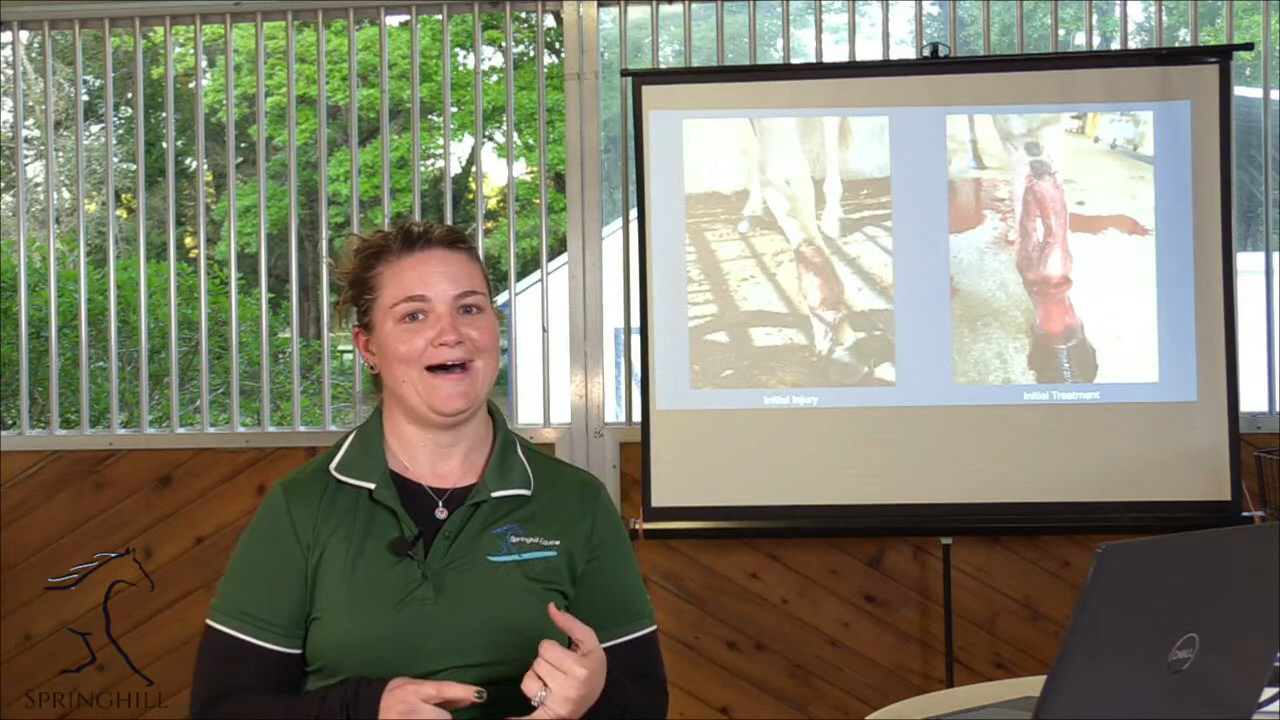 Initial Injury
Initial Treatment
Springhill Equine
SPRINGHILL
DELL